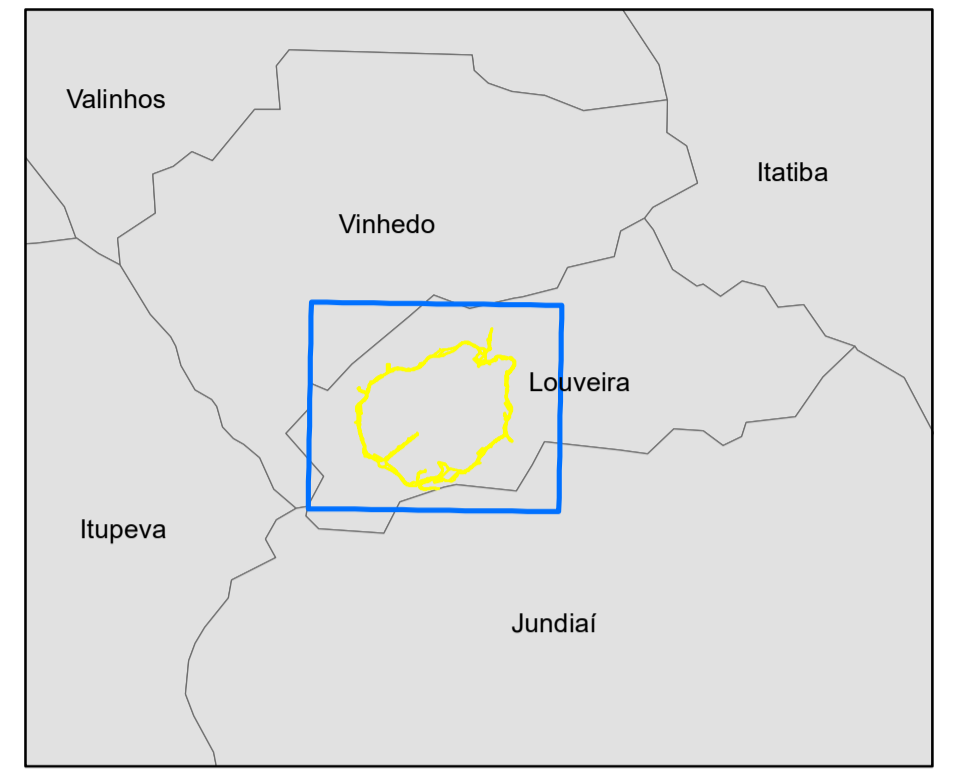 Valinhos
Itatiba
Vinhedo
Louveira
Itupeva
Jundiaí